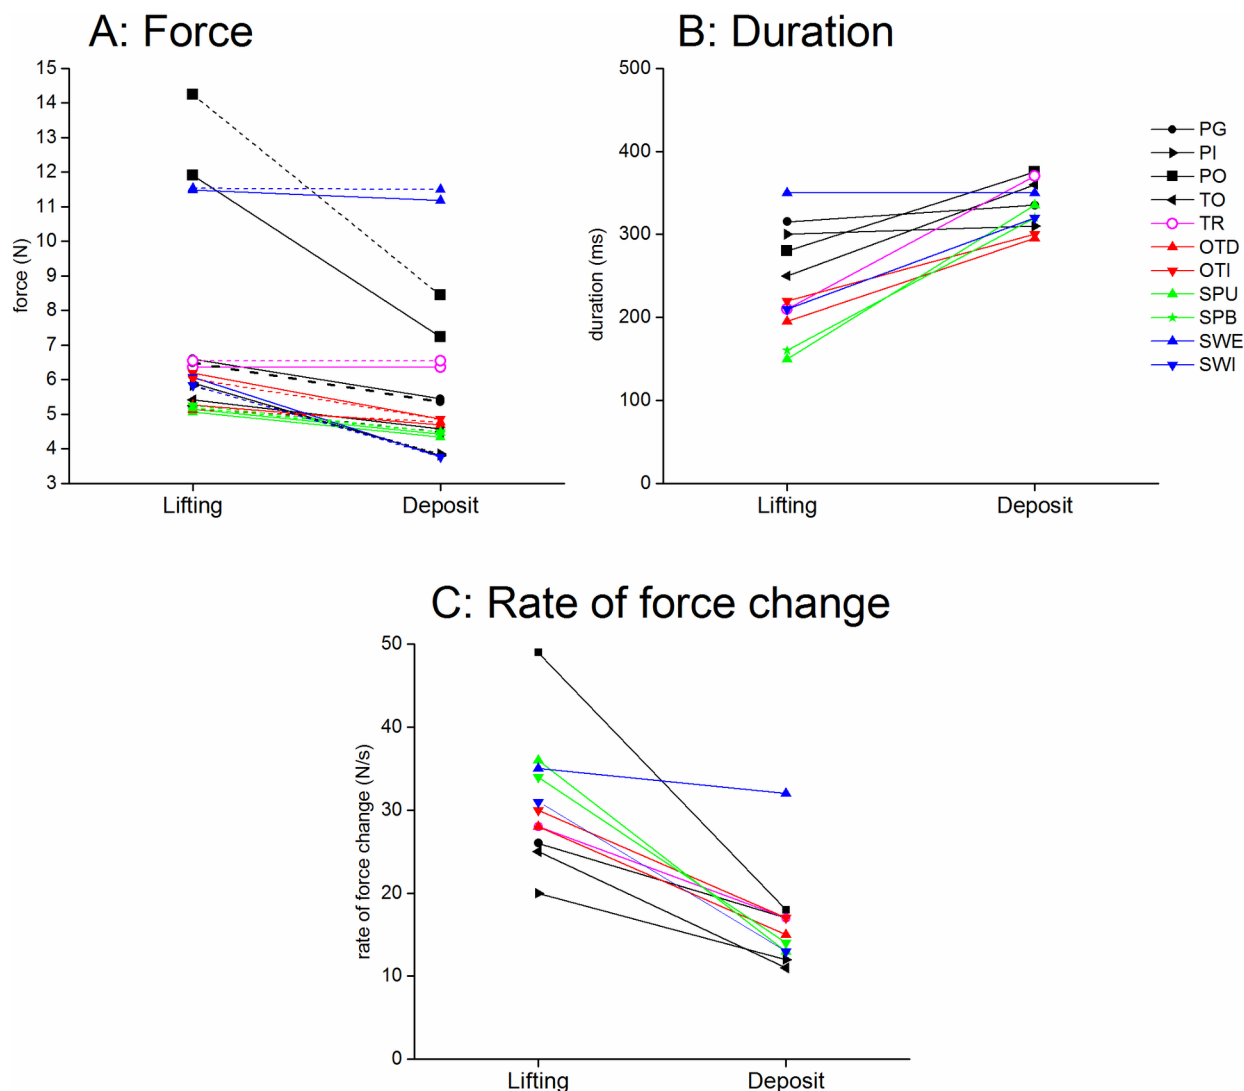 A: Force
15
14
13
12
11
10
9
8
7
6
5
4
3
force (N)
Lifting
Deposit
B: Duration
500
400
300
200
100
0
duration (ms)
Lifting
Deposit
PG
PI
PO
TO
TR
OTD
OTI
SPU
SPB
SWE
SWI
C: Rate of force change
50
40
30
20
10
0
rate of force change (N/s)
Lifting
Deposit